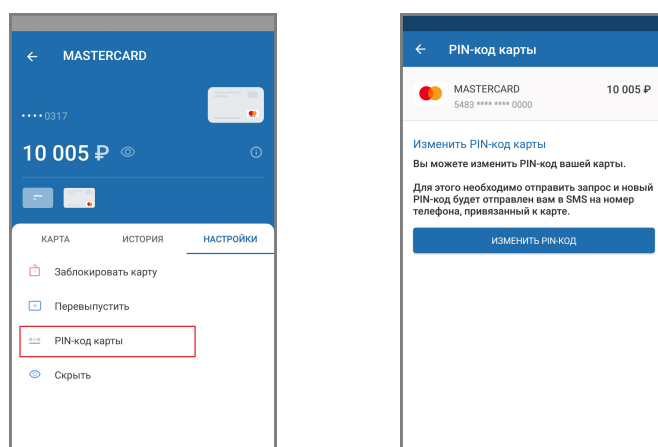 MASTERCARD
•••• 0317
10 005 ₽
КАРТА ИСТОРИЯ НАСТРОЙКИ
Заблокировать карту
Перевыпустить
PIN-код карты
Скрыть
PIN-код карты
MASTERCARD 10 005 ₽
5483 **** **** 0000
Изменить PIN-код карты
Вы можете изменить PIN-код вашей карты.
Для этого необходимо отправить запрос и новый
PIN-код будет отправлен вам в SMS на номер
телефона, привязанный к карте.
ИЗМЕНИТЬ PIN-КОД